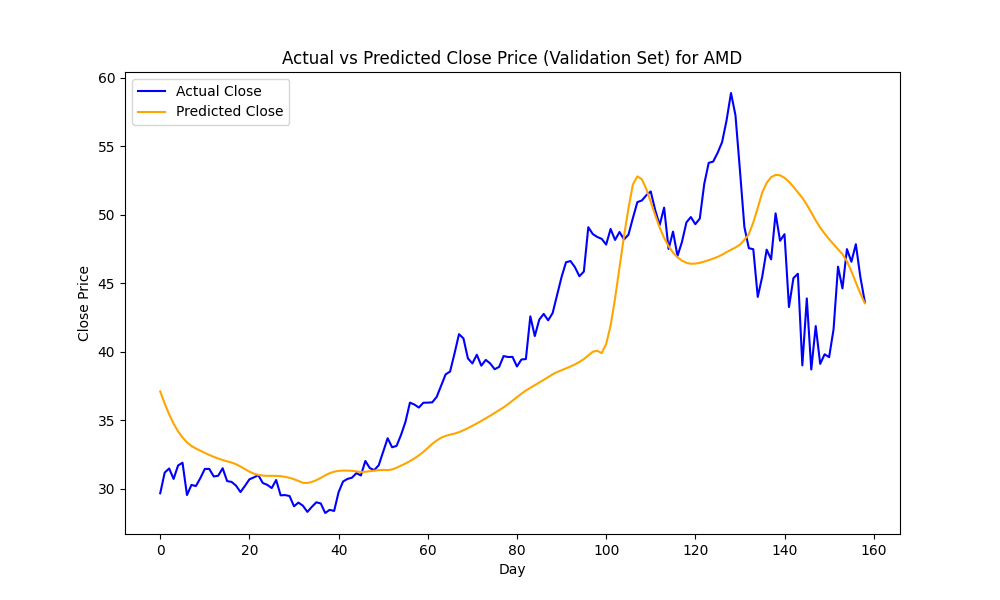 Actual vs Predicted Close Price (Validation Set) for AMD
Actual Close
Predicted Close
Close Price
60
55
50
45
40
35
30
0 20 40 60 80 100 120 140 160
Day